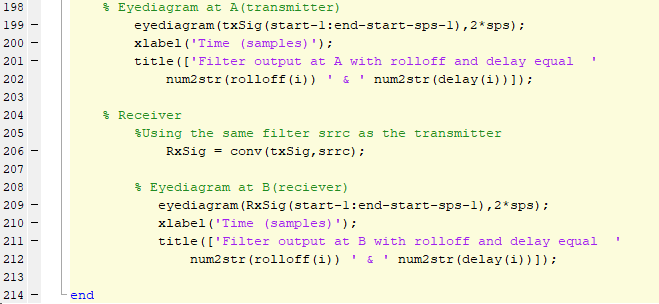 198 % Eyediagram at A(transmitter)
199 - eyediagram(txSig(start-1:end-start-sps-1),2*sps);
200 - xlabel('Time (samples)');
201 - title(['Filter output at A with rolloff and delay equal  '
202 num2str(rolloff(i)) ' & ' num2str(delay(i))]);
203
204 % Receiver
205 %Using the same filter srrc as the transmitter
206 - RxSig = conv(txSig,srrc);
207
208 % Eyediagram at B(reciever)
209 - eyediagram(RxSig(start-1:end-start-sps-1),2*sps);
210 - xlabel('Time (samples)');
211 - title(['Filter output at B with rolloff and delay equal  '
212 num2str(rolloff(i)) ' & ' num2str(delay(i))]);
213
214 - end